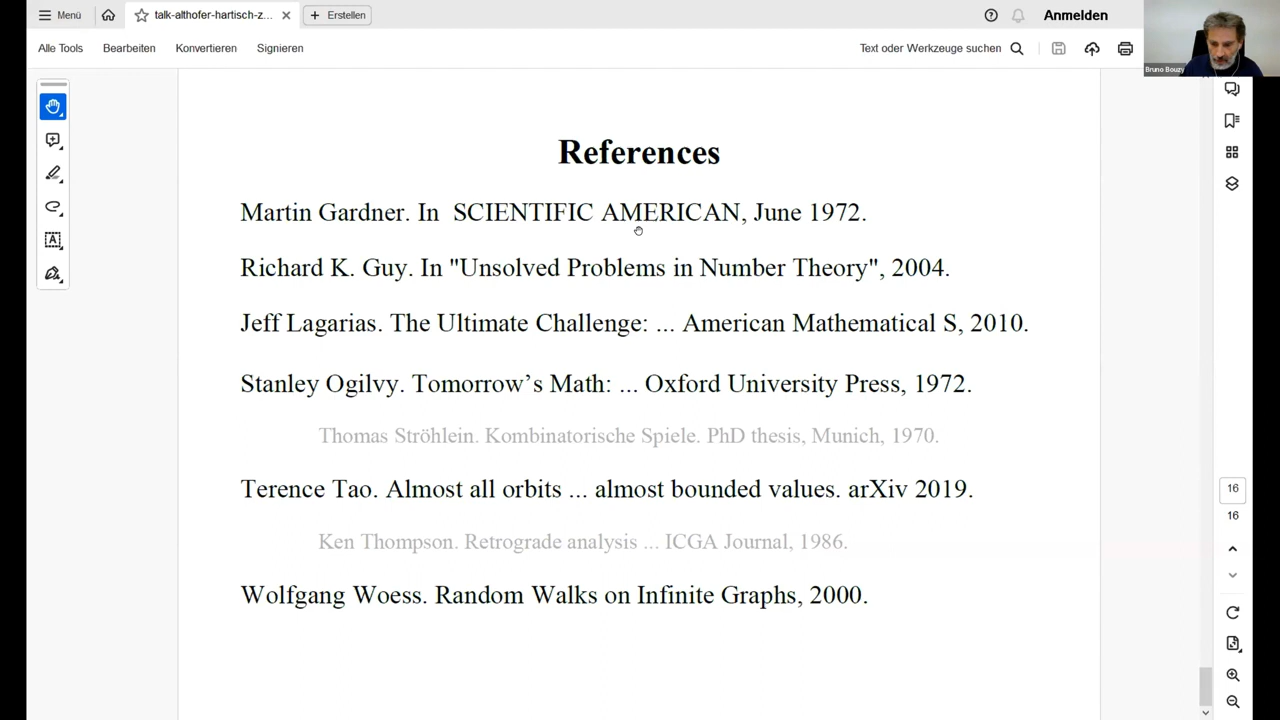 Menü
talk-althofer-hartisch-z...
Erstellen
Anmelden
Alle Tools
Bearbeiten
Konvertieren
Signieren
Text oder Werkzeuge suchen
Bruno Bouzy
References
Martin Gardner. In SCIENTIFIC AMERICAN, June 1972.
Richard K. Guy. In "Unsolved Problems in Number Theory", 2004.
Jeff Lagarias. The Ultimate Challenge: ... American Mathematical S, 2010.
Stanley Ogilvy. Tomorrow’s Math: ... Oxford University Press, 1972.
Thomas Ströhlein. Kombinatorische Spiele. PhD thesis, Munich, 1970.
Terence Tao. Almost all orbits ... almost bounded values. arXiv 2019.
Ken Thompson. Retrograde analysis ... ICGA Journal, 1986.
Wolfgang Woess. Random Walks on Infinite Graphs, 2000.
16
16